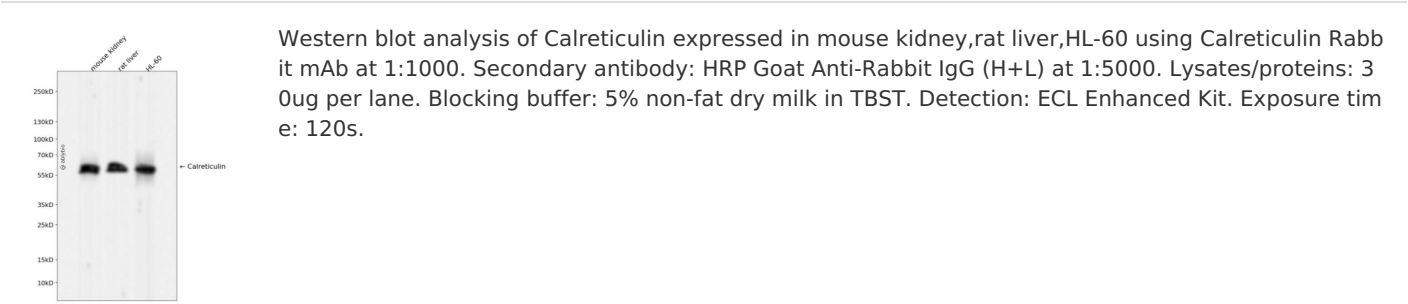 mouse kidney
rat liver
HL-60
250kD
130kD
100kD
70kD
55kD
35kD
25kD
15kD
10kD
@ ablybio
← Calreticulin
Western blot analysis of Calreticulin expressed in mouse kidney,rat liver,HL-60 using Calreticulin Rabb
it mAb at 1:1000. Secondary antibody: HRP Goat Anti-Rabbit IgG (H+L) at 1:5000. Lysates/proteins: 3
0ug per lane. Blocking buffer: 5% non-fat dry milk in TBST. Detection: ECL Enhanced Kit. Exposure tim
e: 120s.